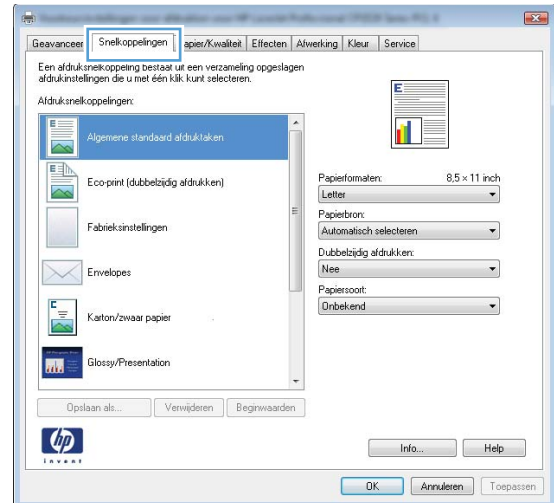 Geavanceer Snelkoppelingen Papier/Kwaliteit Effecten Afwerking Kleur Service
Een afdruksnelkoppeling bestaat uit een verzameling opgeslagen
afdrukinstellingen die u met één klik kunt selecteren.
Afdruksnelkoppelingen:
Algemene standaard afdruktaken
Eco-print (dubbelzijdig afdrukken)
Fabrieksinstellingen
Envelopes
Karton/zwaar papier
Glossy/Presentation
Opslaan als... Verwijderen Beginwaarden
E
Papierformaten: 8,5 × 11 inch
Letter
Papierbron:
Automatisch selecteren
Dubbelzijdig afdrukken:
Nee
Papiersoort:
Onbekend
hp
invent
Info... Help
OK Annuleren Toepassen